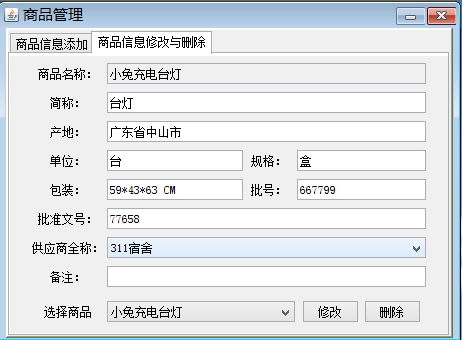 商品管理
商品信息添加 商品信息修改与删除
商品名称： 小兔充电台灯
简称： 台灯
产地： 广东省中山市
单位： 台 规格： 盒
包装： 59*43*63 CM 批号： 667799
批准文号： 77658
供应商全称： 311宿舍
备注：
选择商品 小兔充电台灯 修改 删除